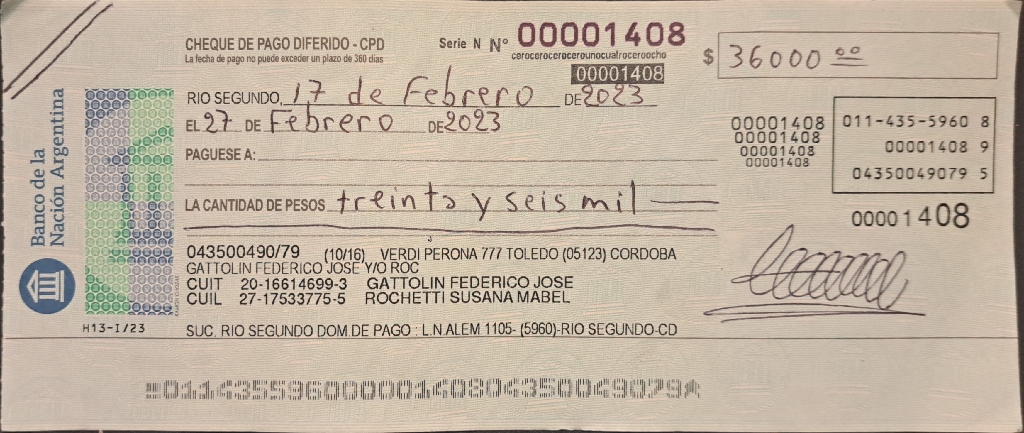 CHEQUE DE PAGO DIFERIDO - CPD
La fecha de pago no puede exceder un plazo de 360 días
Serie N Nº 00001408
cerocerocerocerounocuatroceroocho
00001408
$ 36000 00
RIO SEGUNDO, 17 de Febrero DE 2023
EL 27 DE Febrero DE 2023
PAGUESE A:
LA CANTIDAD DE PESOS treinta y seis mil
00001408
00001408
00001408
00001408
011-435-5960 8
00001408 9
04350049079 5
00001408
Banco de la
Nación Argentina
H13-I/23
043500490/79 (10/16) VERDI PERONA 777 TOLEDO (05123) CORDOBA
GATTOLIN FEDERICO JOSE Y/O ROC
CUIT 20-16614699-3 GATTOLIN FEDERICO JOSE
CUIL 27-17533775-5 ROCHETTI SUSANA MABEL
SUC. RIO SEGUNDO DOM.DE PAGO : L.N ALEM 1105- (5960)-RIO SEGUNDO-CD
01143559600000140804350049079